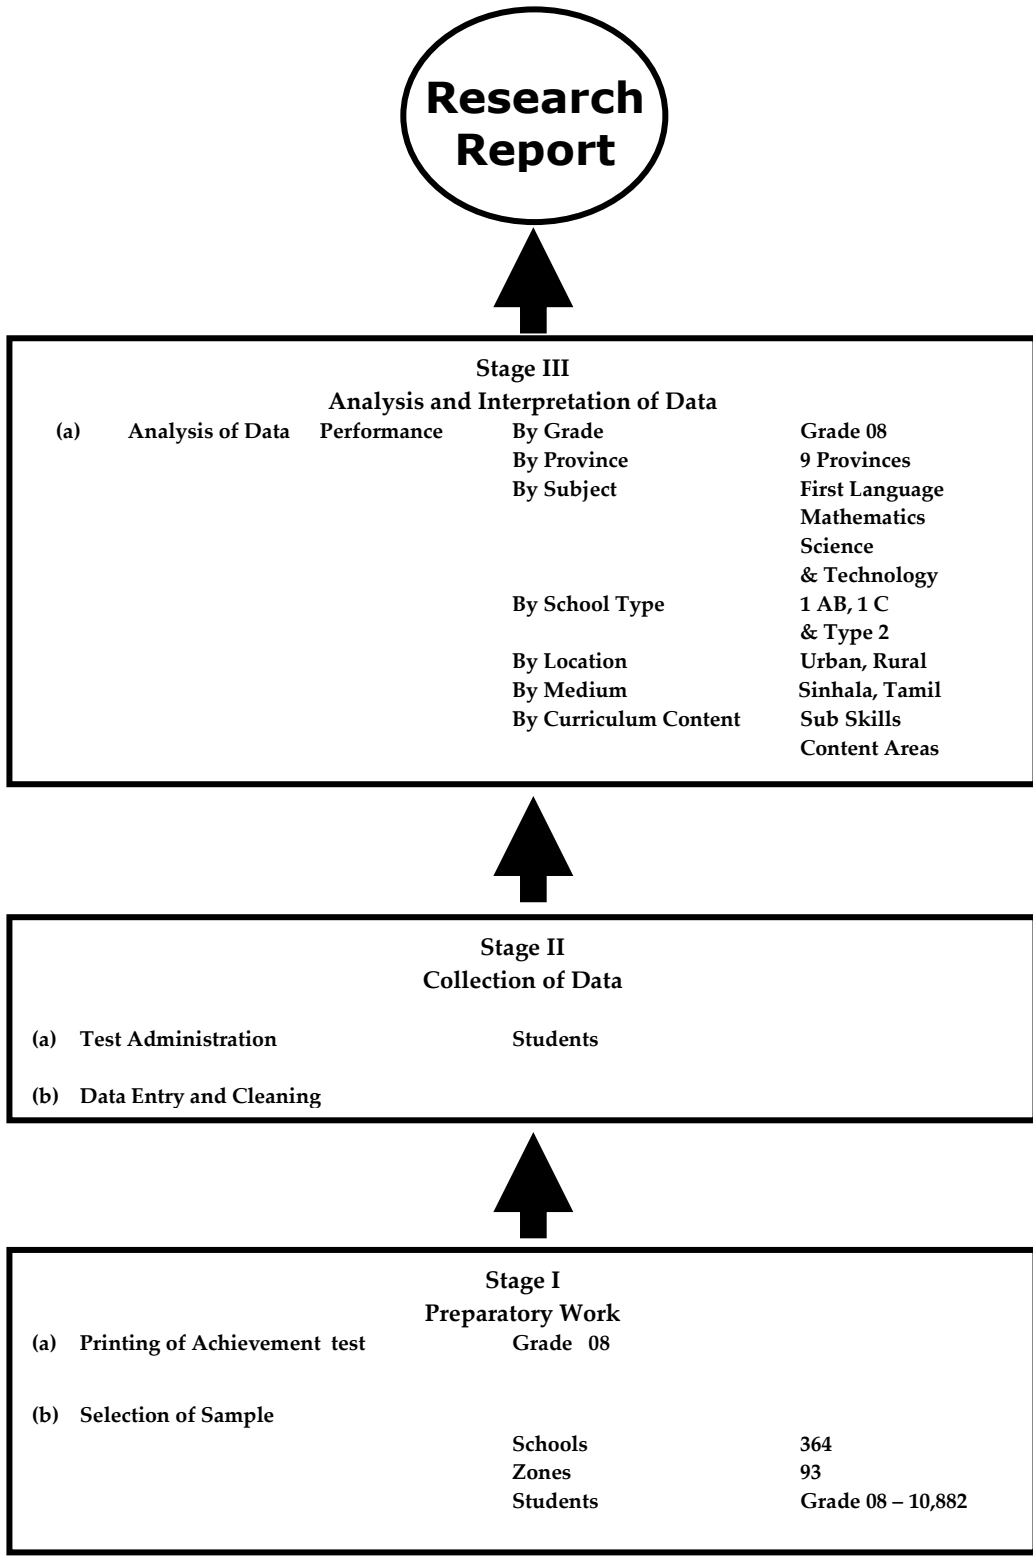 Research
Report
Stage III
Analysis and Interpretation of Data
(a) Analysis of Data Performance By Grade Grade 08
By Province 9 Provinces
By Subject First Language
Mathematics
Science
& Technology
By School Type 1 AB, 1 C
& Type 2
By Location Urban, Rural
By Medium Sinhala, Tamil
By Curriculum Content Sub Skills
Content Areas
Stage II
Collection of Data
(a) Test Administration Students
(b) Data Entry and Cleaning
Stage I
Preparatory Work
(a) Printing of Achievement test Grade 08
(b) Selection of Sample
Schools 364
Zones 93
Students Grade 08 – 10,882